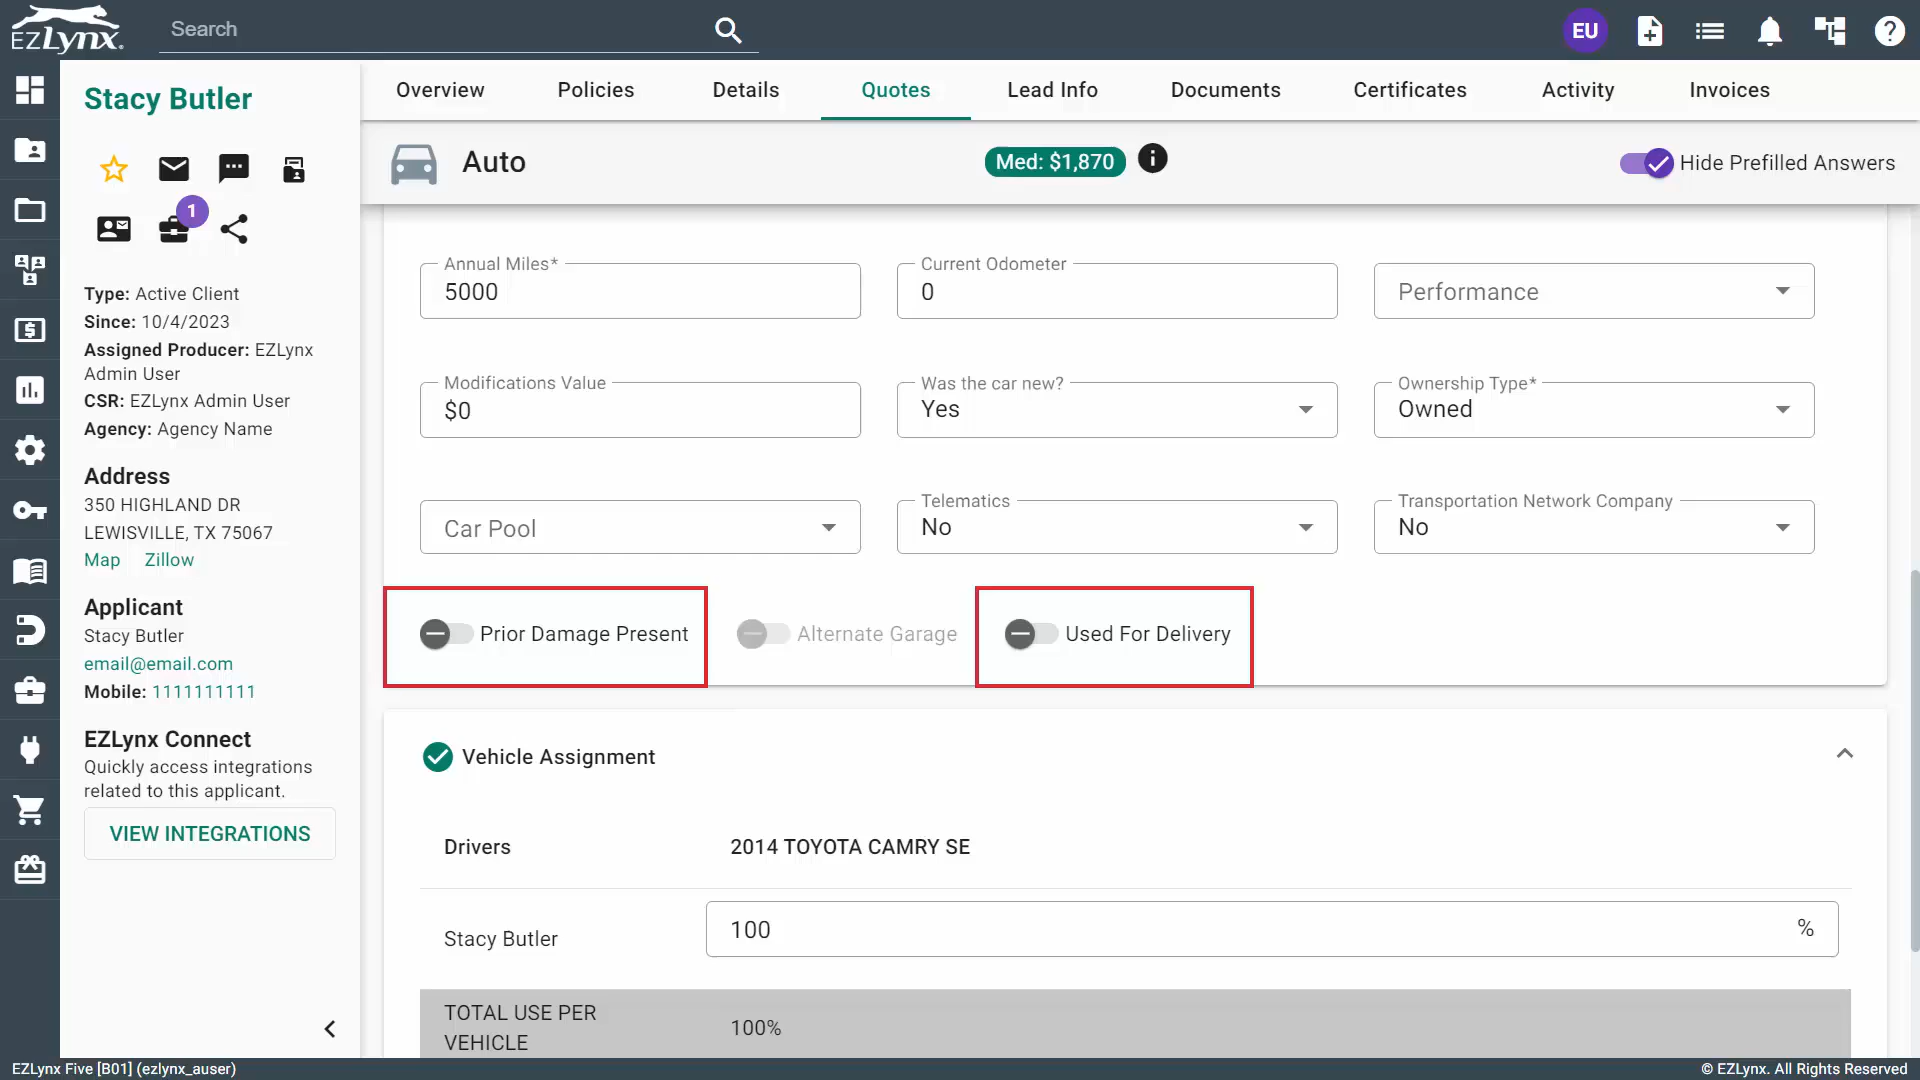 EZLynx.
Search
EU
Stacy Butler
1
Type: Active Client
Since: 10/4/2023
Assigned Producer: EZLynx
Admin User
CSR: EZLynx Admin User
Agency: Agency Name
Address
350 HIGHLAND DR
LEWISVILLE, TX 75067
Map Zillow
Applicant
Stacy Butler
email@email.com
Mobile: 1111111111
EZLynx Connect
Quickly access integrations
related to this applicant.
VIEW INTEGRATIONS
Overview Policies Details Quotes Lead Info Documents Certificates Activity Invoices
Auto
Med: $1,870
Hide Prefilled Answers
Annual Miles*
5000
Current Odometer
0
Performance
Modifications Value
$0
Was the car new?
Yes
Ownership Type*
Owned
Car Pool
Telematics
No
Transportation Network Company
No
Prior Damage Present
Alternate Garage
Used For Delivery
Vehicle Assignment
Drivers
2014 TOYOTA CAMRY SE
Stacy Butler
100
%
TOTAL USE PER
VEHICLE
100%
EZLynx Five [B01] (ezlynx_auser)
© EZLynx. All Rights Reserved